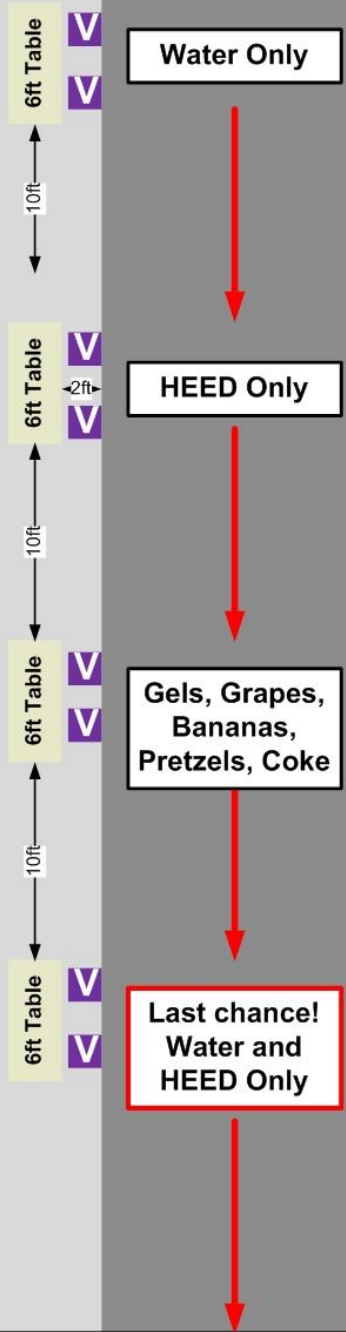 6ft Table
V
V
Water Only
10ft
6ft Table
V
2ft
V
HEED Only
10ft
6ft Table
V
V
Gels, Grapes,
Bananas,
Pretzels, Coke
10ft
6ft Table
V
V
Last chance!
Water and
HEED Only